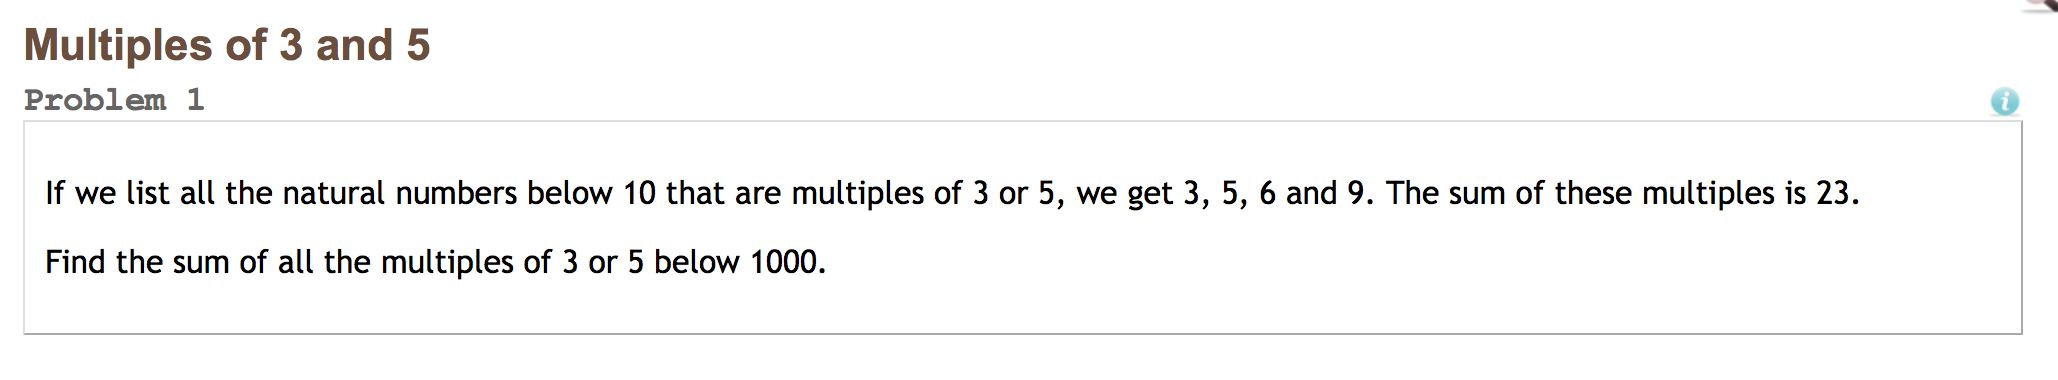 Multiples of 3 and 5
Problem 1
i
If we list all the natural numbers below 10 that are multiples of 3 or 5, we get 3, 5, 6 and 9. The sum of these multiples is 23.
Find the sum of all the multiples of 3 or 5 below 1000.